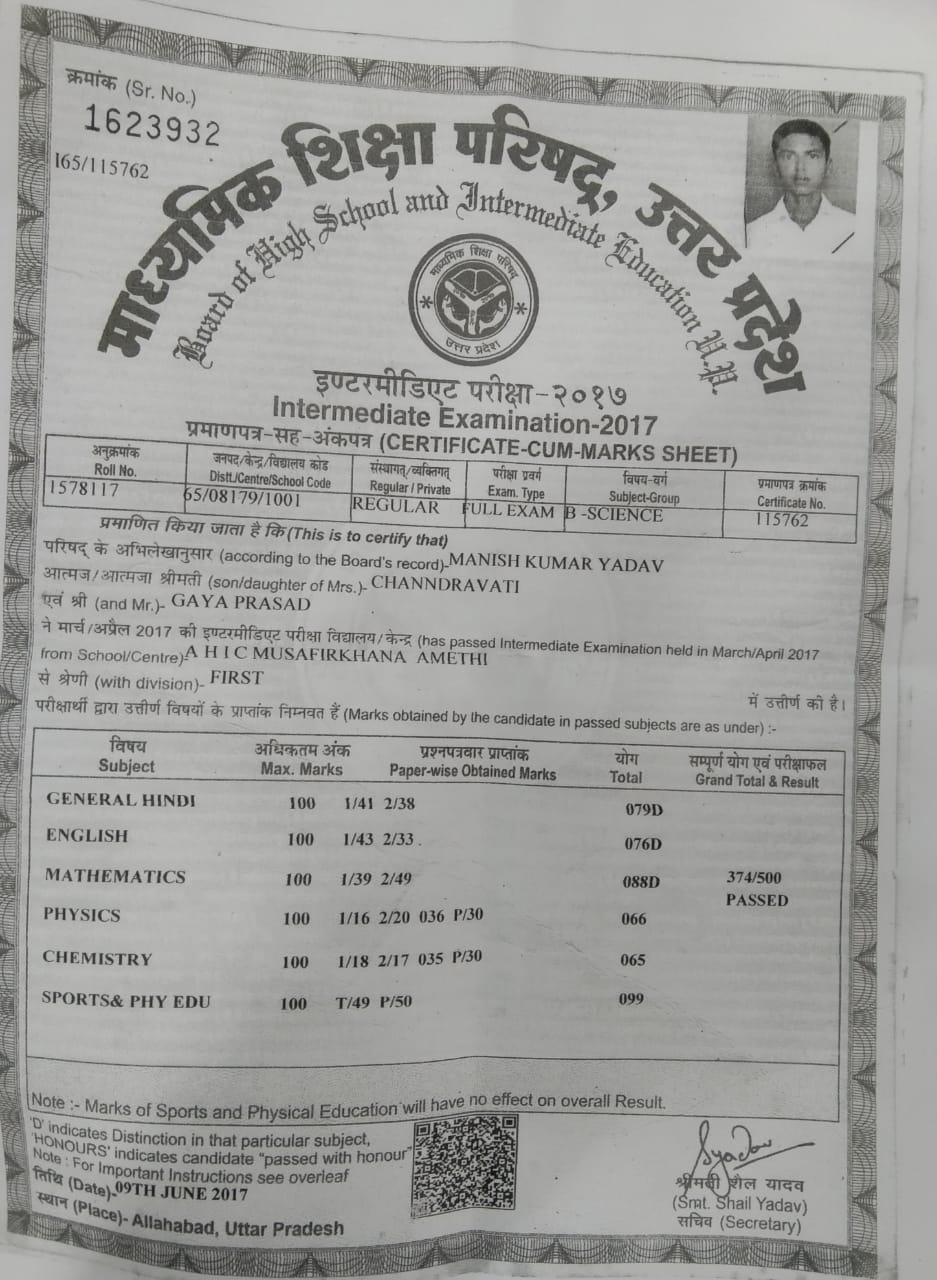 क्रमांक (Sr. No.)
1623932
165/115762
माध्यमिक शिक्षा परिषद्, उत्तर प्रदेश
Board of High School and Intermediate Education U.P.
माध्यमिक शिक्षा परिषद्
उत्तर प्रदेश
इण्टरमीडिएट परीक्षा-२०१७
Intermediate Examination-2017
प्रमाणपत्र-सह-अंकपत्र (CERTIFICATE-CUM-MARKS SHEET)
अनुक्रमांक जनपद/केन्द्र/विद्यालय कोड संस्थागत/व्यक्तिगत् परीक्षा प्रवर्ग विषय-वर्ग प्रमाणपत्र क्रमांक
Roll No. Distt./Centre/School Code Regular / Private Exam. Type Subject-Group Certificate No.
1578117 65/08179/1001 REGULAR FULL EXAM B -SCIENCE 115762
प्रमाणित किया जाता है कि (This is to certify that)
परिषद् के अभिलेखानुसार (according to the Board's record)- MANISH KUMAR YADAV
आत्मज/आत्मजा श्रीमती (son/daughter of Mrs.)- CHANNDRAVATI
एवं श्री (and Mr.)- GAYA PRASAD
ने मार्च/अप्रैल 2017 की इण्टरमीडिएट परीक्षा विद्यालय/केन्द्र (has passed Intermediate Examination held in March/April 2017
from School/Centre)- A H I C MUSAFIRKHANA AMETHI
से श्रेणी (with division)- FIRST में उत्तीर्ण की है।
परीक्षार्थी द्वारा उत्तीर्ण विषयों के प्राप्तांक निम्नवत हैं (Marks obtained by the candidate in passed subjects are as under) :-
विषय अधिकतम अंक प्रश्नपत्रवार प्राप्तांक योग सम्पूर्ण योग एवं परीक्षाफल
Subject Max. Marks Paper-wise Obtained Marks Total Grand Total & Result
GENERAL HINDI 100 1/41 2/38 079D
ENGLISH 100 1/43 2/33 . 076D
MATHEMATICS 100 1/39 2/49 088D 374/500
PASSED
PHYSICS 100 1/16 2/20 036 P/30 066
CHEMISTRY 100 1/18 2/17 035 P/30 065
SPORTS& PHY EDU 100 T/49 P/50 099
Note :- Marks of Sports and Physical Education will have no effect on overall Result.
'D' indicates Distinction in that particular subject,
'HONOURS' indicates candidate "passed with honour"
Note : For Important Instructions see overleaf
तिथि (Date)- 09TH JUNE 2017
स्थान (Place)- Allahabad, Uttar Pradesh
श्रीमती शैल यादव
(Smt. Shail Yadav)
सचिव (Secretary)